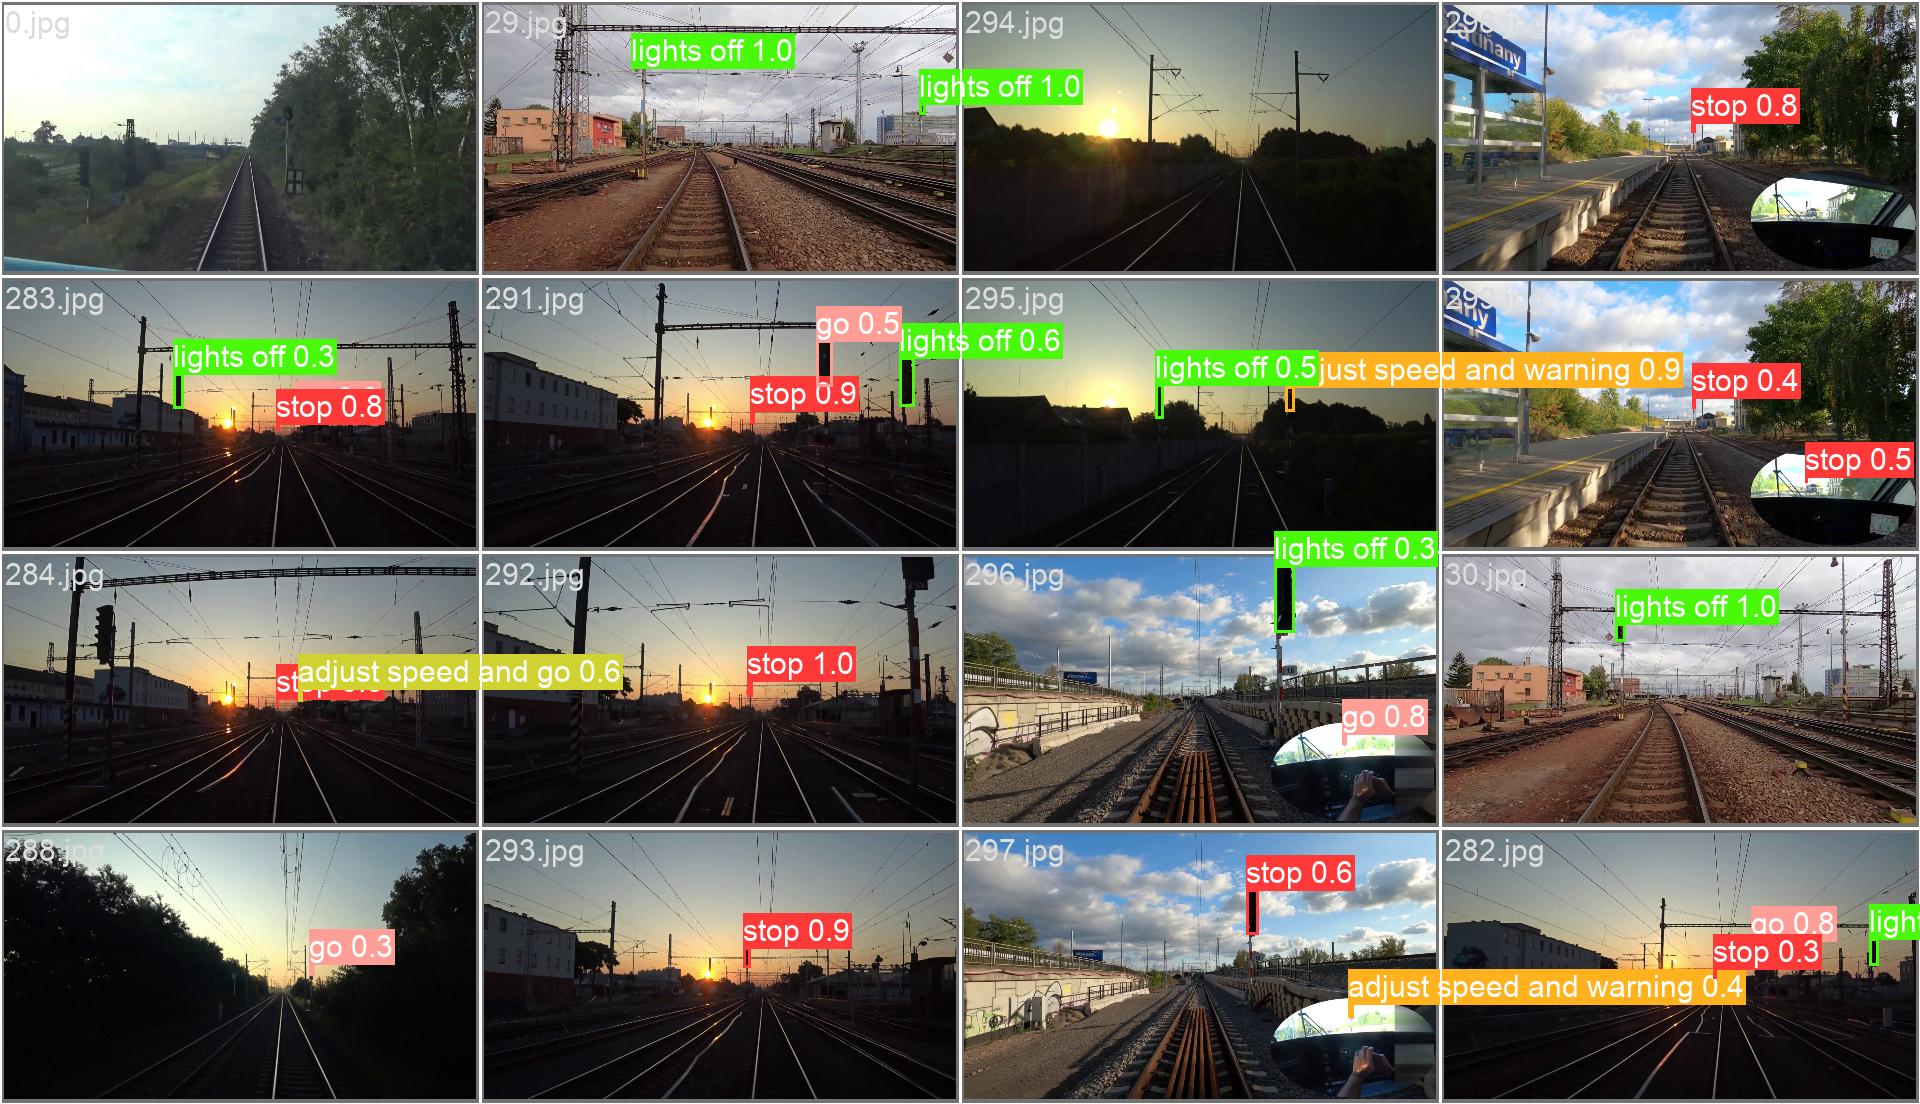 0.jpg
29.jpg
lights off 1.0
lights off 1.0
294.jpg
stop 0.8
283.jpg
lights off 0.3
stop 0.8
291.jpg
go 0.5
lights off 0.6
stop 0.9
295.jpg
lights off 0.5
just speed and warning 0.9
stop 0.4
stop 0.5
284.jpg
adjust speed and go 0.6
292.jpg
stop 1.0
296.jpg
lights off 0.3
go 0.8
30.jpg
lights off 1.0
288.jpg
go 0.3
293.jpg
stop 0.9
297.jpg
stop 0.6
adjust speed and warning 0.4
282.jpg
go 0.8
stop 0.3
light